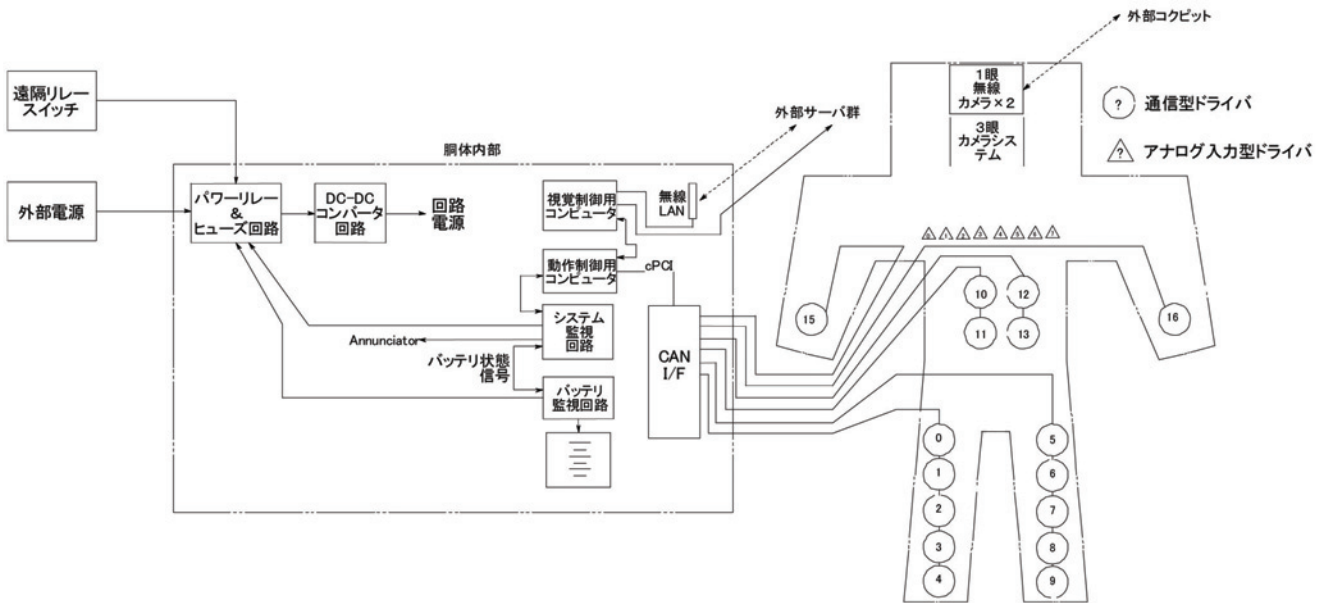 外部コクピット
遠隔リレー
スイッチ
外部電源
胴体内部
パワーリレー
&
ヒューズ回路
DC-DC
コンバータ
回路
回路
電源
視覚制御用
コンピュータ
無線
LAN
外部サーバ群
動作制御用
コンピュータ
cPCI
システム
監視
回路
Annunciator
バッテリ状態
信号
バッテリ
監視回路
CAN
I/F
1眼
無線
カメラ×2
3眼
カメラシス
テム
? 通信型ドライバ
? アナログ入力型ドライバ
10
12
11
13
15
16
0
5
1
6
2
7
3
8
4
9